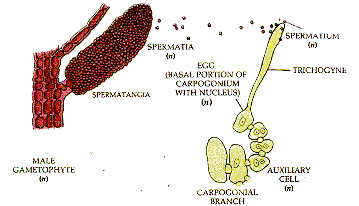 SPERMATIA
(n)
SPERMATANGIA
MALE
GAMETOPHYTE
(n)
EGG
(BASAL PORTION OF
CARPOGONIUM
WITH NUCLEUS)
(n)
SPERMATIUM
(n)
TRICHOGYNE
AUXILIARY
CELL
(n)
CARPOGONIAL
BRANCH